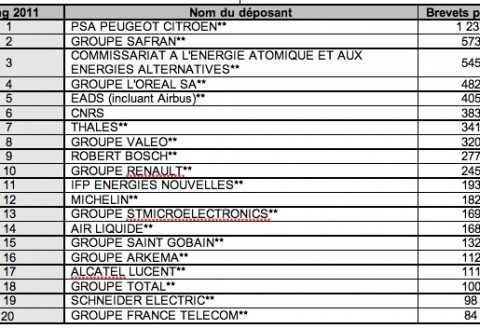 2011 Nom du déposant Brevets
1 PSA PEUGEOT CITROEN** 1 23
2 GROUPE SAFRAN** 573
3 COMMISSARIAT A L'ENERGIE ATOMIQUE ET AUX
ENERGIES ALTERNATIVES** 545
4 GROUPE L'OREAL SA** 482
5 EADS (incluant Airbus)** 405
6 CNRS 383
7 THALES** 341
8 GROUPE VALEO** 320
9 ROBERT BOSCH** 277
10 GROUPE RENAULT** 245
11 IFP ENERGIES NOUVELLES** 193
12 MICHELIN** 182
13 GROUPE STMICROELECTRONICS** 169
14 AIR LIQUIDE** 168
15 GROUPE SAINT GOBAIN** 132
16 GROUPE ARKEMA** 112
17 ALCATEL LUCENT** 111
18 GROUPE TOTAL** 100
19 SCHNEIDER ELECTRIC** 98
20 GROUPE FRANCE TELECOM** 84